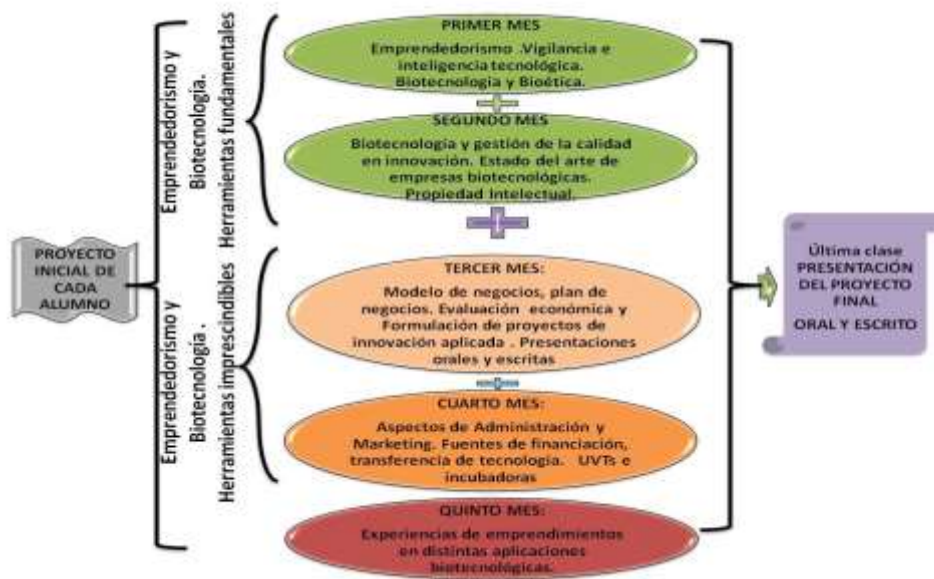 PROYECTO
INICIAL DE
CADA
ALUMNO
Emprendedorismo y
Biotecnología.
Herramientas fundamentales
Emprendedorismo y
Biotecnología .
Herramientas imprescindibles
PRIMER MES
Emprendedorismo .Vigilancia e
inteligencia tecnológica.
Biotecnología y Bioética.
SEGUNDO MES
Biotecnología y gestión de la calidad
en innovación. Estado del arte de
empresas biotecnológicas.
Propiedad Intelectual.
TERCER MES:
Modelo de negocios, plan de
negocios. Evaluación económica y
Formulación de proyectos de
innovación aplicada . Presentaciones
orales y escritas
CUARTO MES:
Aspectos de Administración y
Marketing. Fuentes de financiación,
transferencia de tecnología. UVTs e
incubadoras
QUINTO MES:
Experiencias de emprendimientos
en distintas aplicaciones
biotecnológicas.
Última clase
PRESENTACIÓN
DEL PROYECTO
FINAL
ORAL Y ESCRITO